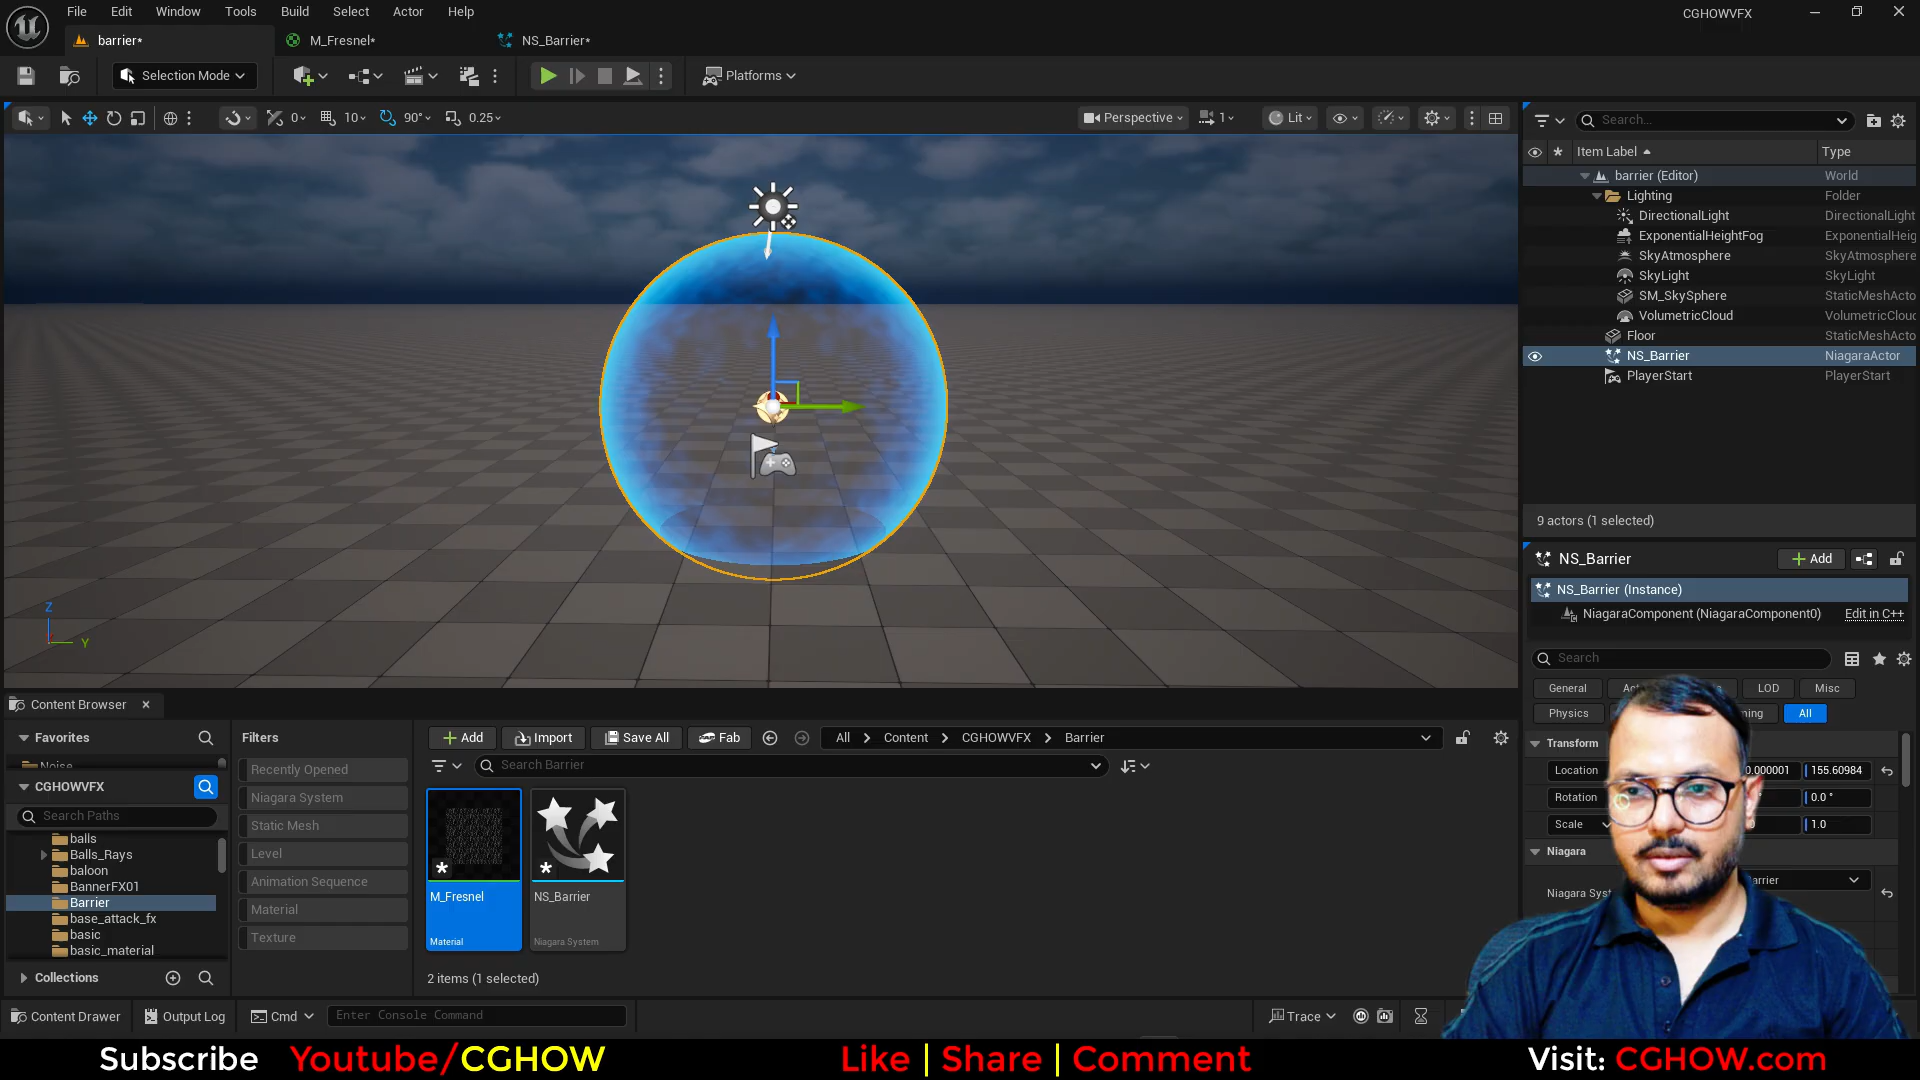 File Edit Window Tools Build Select Actor Help
CGHOWVFX
barrier*
M_Fresnel*
NS_Barrier*
Selection Mode
Platforms
0
10
90°
0.25
Perspective
1
Lit
Search...
Item Label
Type
barrier (Editor)
World
Lighting
Folder
DirectionalLight
DirectionalLight
ExponentialHeightFog
ExponentialHeig
SkyAtmosphere
SkyAtmosphere
SkyLight
SkyLight
SM_SkySphere
StaticMeshActo
VolumetricCloud
VolumetricClouc
Floor
StaticMeshActo
NS_Barrier
NiagaraActor
PlayerStart
PlayerStart
9 actors (1 selected)
NS_Barrier
Add
NS_Barrier (Instance)
NiagaraComponent (NiagaraComponent0)
Edit in C++
Search
General
LOD
Misc
Physics
All
Transform
Location
0.000001
155.60984
Rotation
0.0 °
Scale
1.0
Niagara
Niagara Sys
Z
Y
Content Browser
Favorites
Noise
CGHOWVFX
Search Paths
balls
Balls_Rays
baloon
BannerFX01
Barrier
base_attack_fx
basic
basic_material
Collections
Filters
Recently Opened
Niagara System
Static Mesh
Level
Animation Sequence
Material
Texture
Add
Import
Save All
Fab
All
Content
CGHOWVFX
Barrier
Search Barrier
M_Fresnel
Material
NS_Barrier
Niagara System
2 items (1 selected)
Content Drawer
Output Log
Cmd
Enter Console Command
Trace
Subscribe Youtube/CGHOW
Like | Share | Comment
Visit: CGHOW.com